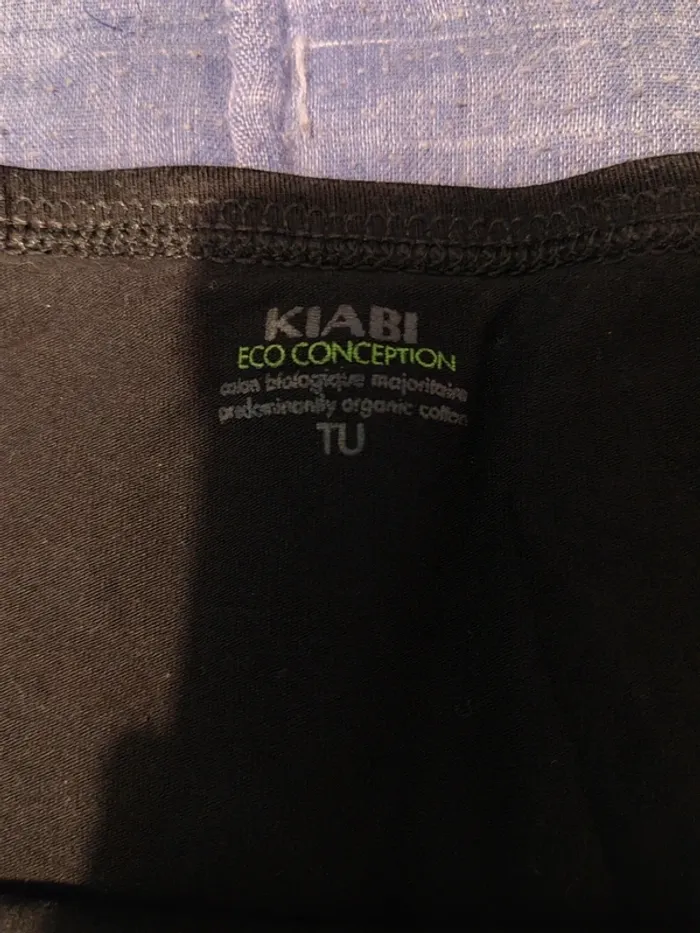 KIABI
ECO CONCEPTION
coton biologique majoritaire
predominantly organic cotton
TU